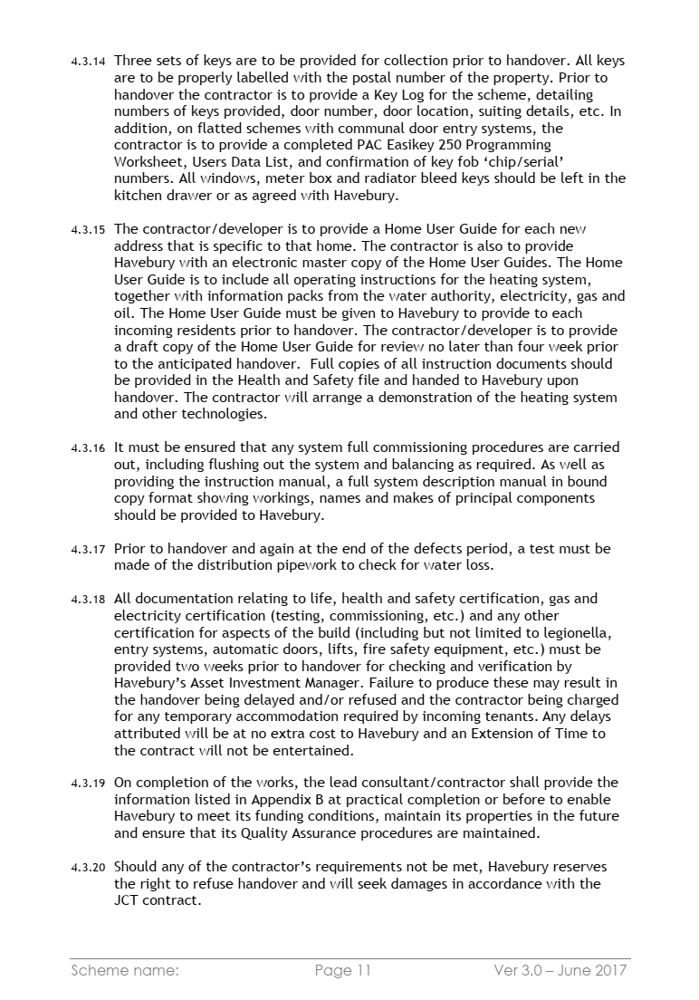 4.3.14 Three sets of keys are to be provided for collection prior to handover. All keys
are to be properly labelled with the postal number of the property. Prior to
handover the contractor is to provide a Key Log for the scheme, detailing
numbers of keys provided, door number, door location, suiting details, etc. In
addition, on flatted schemes with communal door entry systems, the
contractor is to provide a completed PAC Easikey 250 Programming
Worksheet, Users Data List, and confirmation of key fob ‘chip/serial’
numbers. All windows, meter box and radiator bleed keys should be left in the
kitchen drawer or as agreed with Havebury.
4.3.15 The contractor/developer is to provide a Home User Guide for each new
address that is specific to that home. The contractor is also to provide
Havebury with an electronic master copy of the Home User Guides. The Home
User Guide is to include all operating instructions for the heating system,
together with information packs from the water authority, electricity, gas and
oil. The Home User Guide must be given to Havebury to provide to each
incoming residents prior to handover. The contractor/developer is to provide
a draft copy of the Home User Guide for review no later than four week prior
to the anticipated handover.  Full copies of all instruction documents should
be provided in the Health and Safety file and handed to Havebury upon
handover. The contractor will arrange a demonstration of the heating system
and other technologies.
4.3.16 It must be ensured that any system full commissioning procedures are carried
out, including flushing out the system and balancing as required. As well as
providing the instruction manual, a full system description manual in bound
copy format showing workings, names and makes of principal components
should be provided to Havebury.
4.3.17 Prior to handover and again at the end of the defects period, a test must be
made of the distribution pipework to check for water loss.
4.3.18 All documentation relating to life, health and safety certification, gas and
electricity certification (testing, commissioning, etc.) and any other
certification for aspects of the build (including but not limited to legionella,
entry systems, automatic doors, lifts, fire safety equipment, etc.) must be
provided two weeks prior to handover for checking and verification by
Havebury’s Asset Investment Manager. Failure to produce these may result in
the handover being delayed and/or refused and the contractor being charged
for any temporary accommodation required by incoming tenants. Any delays
attributed will be at no extra cost to Havebury and an Extension of Time to
the contract will not be entertained.
4.3.19 On completion of the works, the lead consultant/contractor shall provide the
information listed in Appendix B at practical completion or before to enable
Havebury to meet its funding conditions, maintain its properties in the future
and ensure that its Quality Assurance procedures are maintained.
4.3.20 Should any of the contractor’s requirements not be met, Havebury reserves
the right to refuse handover and will seek damages in accordance with the
JCT contract.
Scheme name: Page 11 Ver 3.0 – June 2017